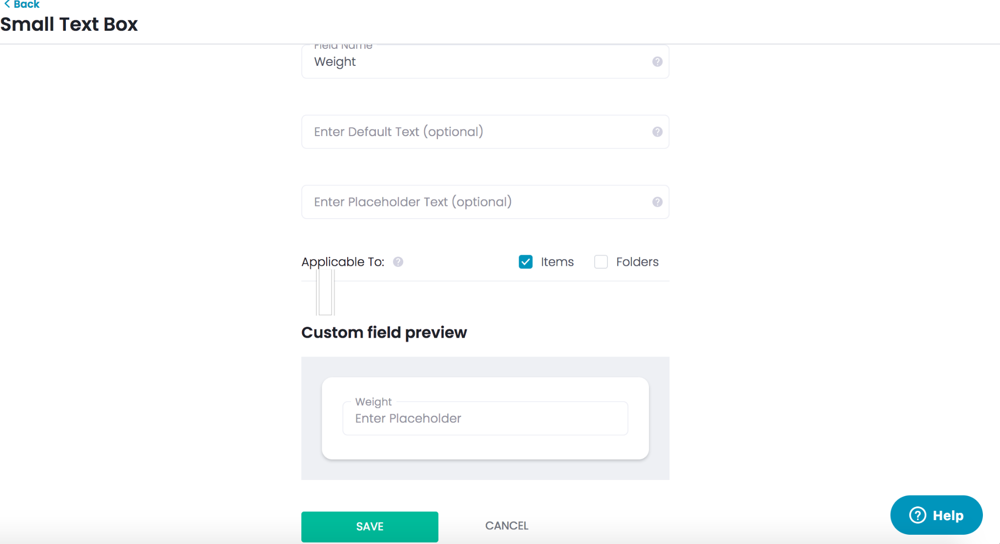 Back
Small Text Box
Field Name
Weight
Enter Default Text (optional)
Enter Placeholder Text (optional)
Applicable To:
Items
Folders
Custom field preview
Weight
Enter Placeholder
SAVE
CANCEL
Help